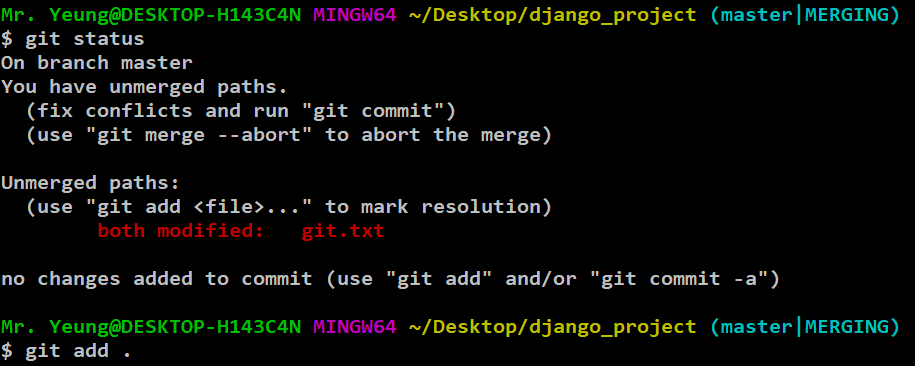 Mr. Yeung@DESKTOP-H143C4N MINGW64 ~/Desktop/django_project (master|MERGING)
$ git status
On branch master
You have unmerged paths.
  (fix conflicts and run "git commit")
  (use "git merge --abort" to abort the merge)

Unmerged paths:
  (use "git add <file>..." to mark resolution)
        both modified:   git.txt

no changes added to commit (use "git add" and/or "git commit -a")

Mr. Yeung@DESKTOP-H143C4N MINGW64 ~/Desktop/django_project (master|MERGING)
$ git add .